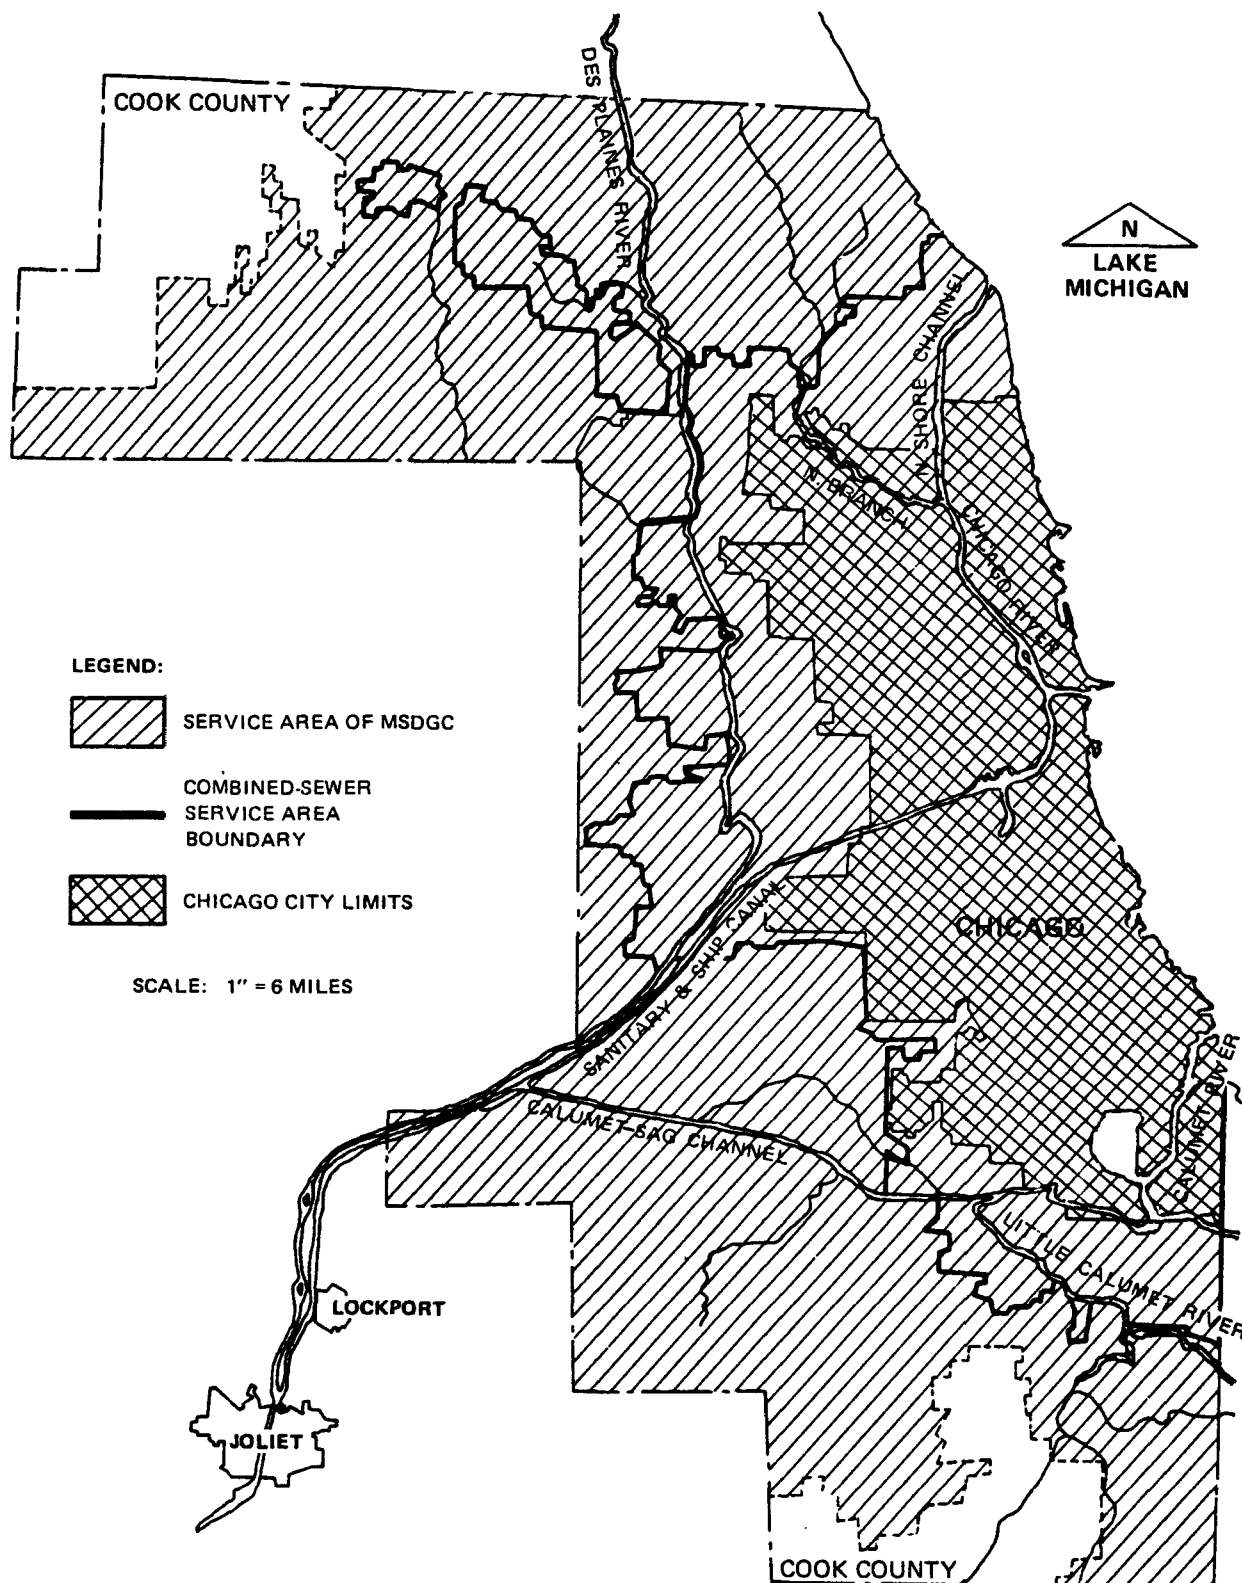 COOK COUNTY
DES PLAINES RIVER
N
LAKE
MICHIGAN
N SHORE CHANNEL
N. BRANCH
CHICAGO RIVER
LEGEND:
SERVICE AREA OF MSDGC
COMBINED-SEWER
SERVICE AREA
BOUNDARY
CHICAGO CITY LIMITS
SCALE: 1" = 6 MILES
CHICAGO
SANITARY & SHIP CANAL
CALUMET RIVER
CALUMET-SAG CHANNEL
LITTLE CALUMET RIVER
LOCKPORT
JOLIET
COOK COUNTY